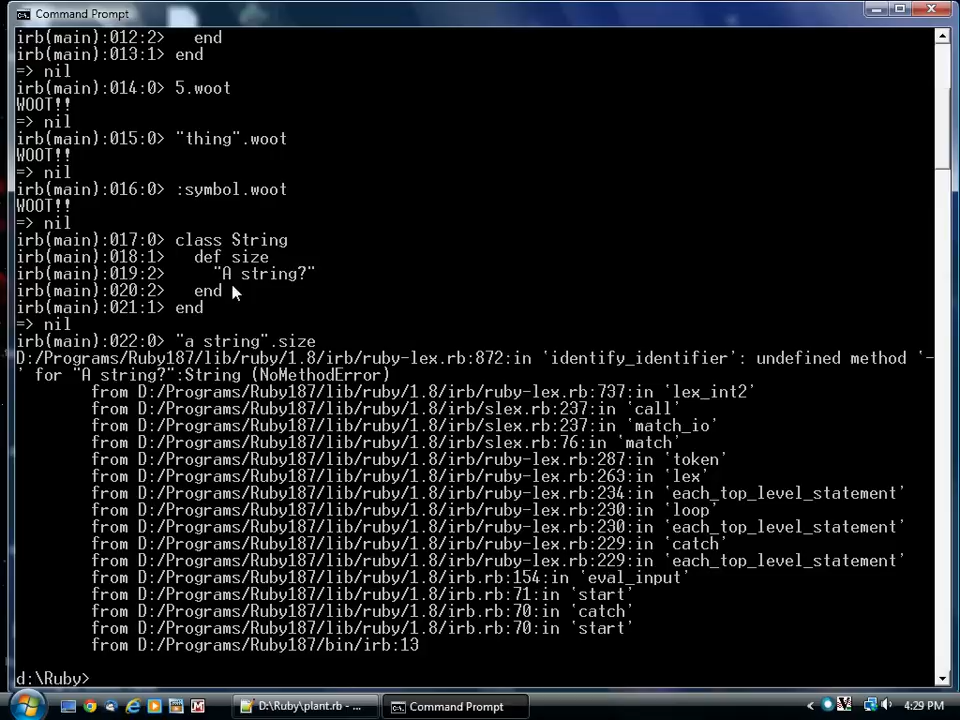 Command Prompt
irb(main):012:2>   end
irb(main):013:1> end
=> nil
irb(main):014:0> 5.woot
WOOT!!
=> nil
irb(main):015:0> "thing".woot
WOOT!!
=> nil
irb(main):016:0> :symbol.woot
WOOT!!
=> nil
irb(main):017:0> class String
irb(main):018:1>   def size
irb(main):019:2>     "A string?"
irb(main):020:2>   end
irb(main):021:1> end
=> nil
irb(main):022:0> "a string".size
D:/Programs/Ruby187/lib/ruby/1.8/irb/ruby-lex.rb:872:in 'identify_identifier': undefined method '-
' for "A string?":String (NoMethodError)
        from D:/Programs/Ruby187/lib/ruby/1.8/irb/ruby-lex.rb:737:in 'lex_int2'
        from D:/Programs/Ruby187/lib/ruby/1.8/irb/slex.rb:237:in 'call'
        from D:/Programs/Ruby187/lib/ruby/1.8/irb/slex.rb:237:in 'match_io'
        from D:/Programs/Ruby187/lib/ruby/1.8/irb/slex.rb:76:in 'match'
        from D:/Programs/Ruby187/lib/ruby/1.8/irb/ruby-lex.rb:287:in 'token'
        from D:/Programs/Ruby187/lib/ruby/1.8/irb/ruby-lex.rb:263:in 'lex'
        from D:/Programs/Ruby187/lib/ruby/1.8/irb/ruby-lex.rb:234:in 'each_top_level_statement'
        from D:/Programs/Ruby187/lib/ruby/1.8/irb/ruby-lex.rb:230:in 'loop'
        from D:/Programs/Ruby187/lib/ruby/1.8/irb/ruby-lex.rb:230:in 'each_top_level_statement'
        from D:/Programs/Ruby187/lib/ruby/1.8/irb/ruby-lex.rb:229:in 'catch'
        from D:/Programs/Ruby187/lib/ruby/1.8/irb/ruby-lex.rb:229:in 'each_top_level_statement'
        from D:/Programs/Ruby187/lib/ruby/1.8/irb.rb:154:in 'eval_input'
        from D:/Programs/Ruby187/lib/ruby/1.8/irb.rb:71:in 'start'
        from D:/Programs/Ruby187/lib/ruby/1.8/irb.rb:70:in 'catch'
        from D:/Programs/Ruby187/lib/ruby/1.8/irb.rb:70:in 'start'
        from D:/Programs/Ruby187/bin/irb:13
d:\Ruby>
D:\Ruby\plant.rb - ...
Command Prompt
4:29 PM